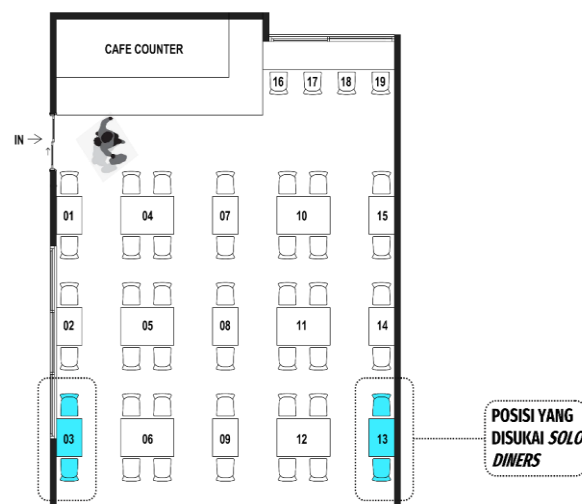 CAFE COUNTER
16 17 18 19
IN
01 04 07 10 15
02 05 08 11 14
03 06 09 12 13
POSISI YANG
DISUKAI SOLO
DINERS